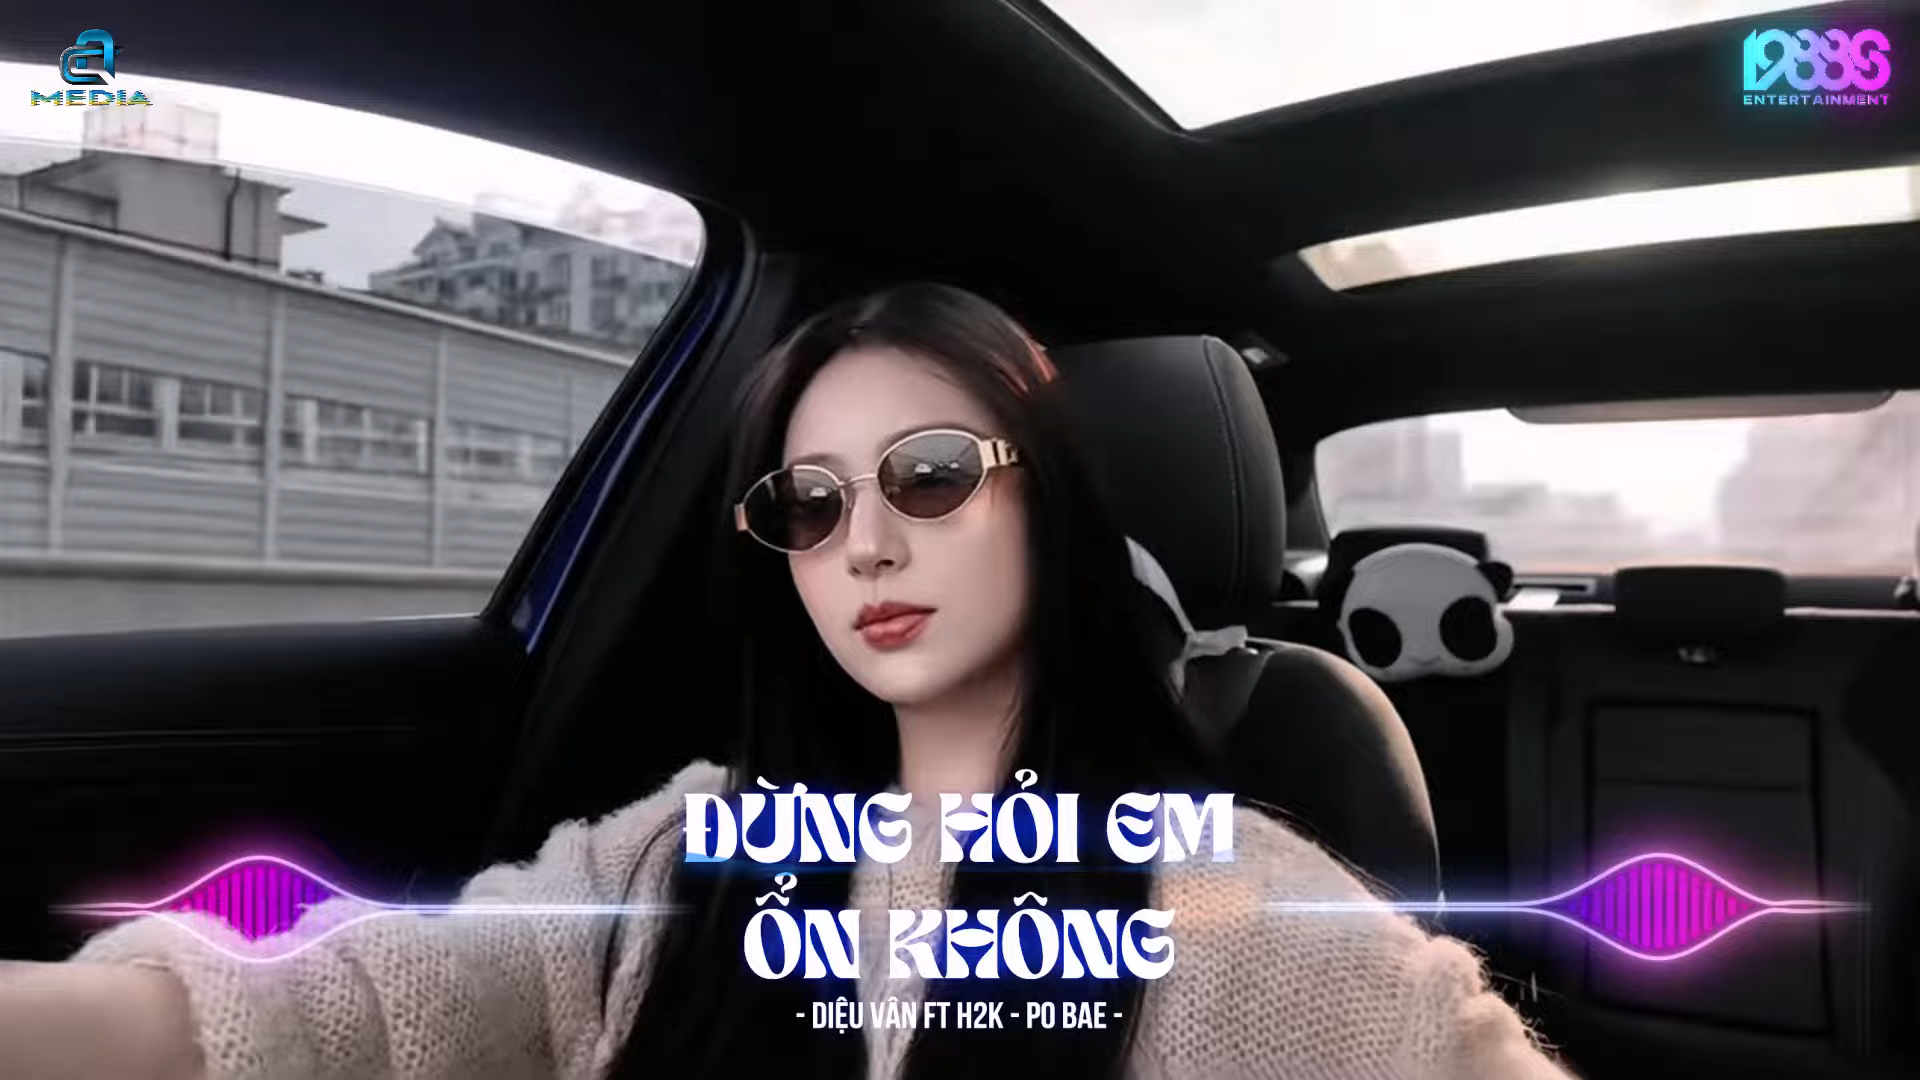 MEDIA
1988S
ENTERTAINMENT
ĐỪNG HỎI EM
ỔN KHÔNG
- DIỆU VÂN FT H2K - PO BAE -